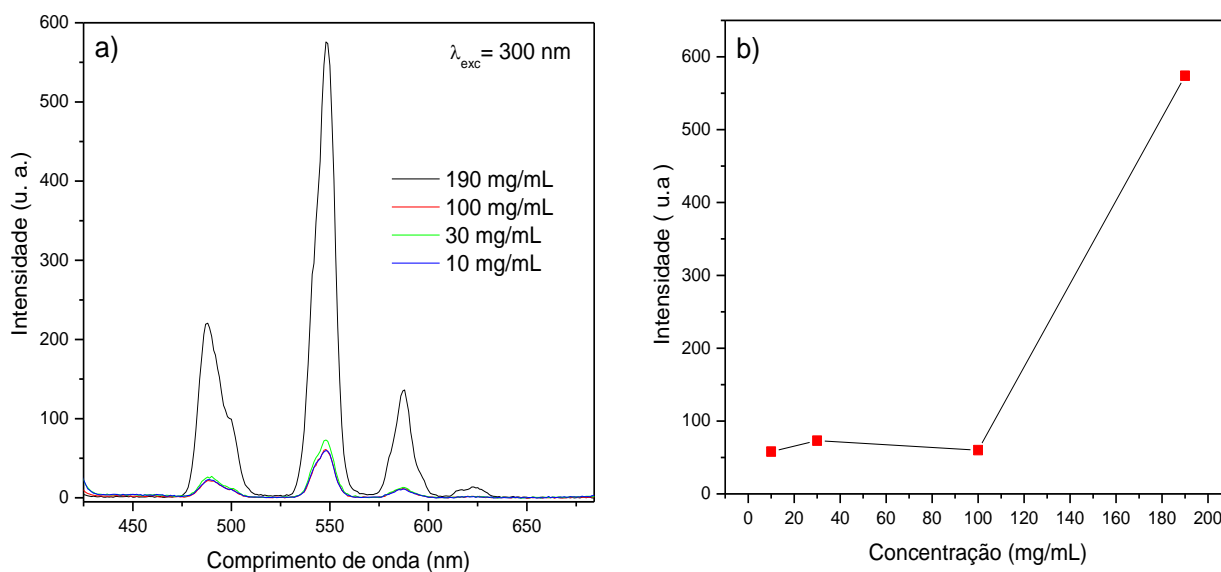 a)
λexc= 300 nm
600
500
400
300
200
100
0
Intensidade (u. a.)
190 mg/mL
100 mg/mL
30 mg/mL
10 mg/mL
450
500
550
600
650
Comprimento de onda (nm)
b)
600
500
400
300
200
100
0
Intensidade ( u.a )
0
20
40
60
80
100
120
140
160
180
200
Concentração (mg/mL)